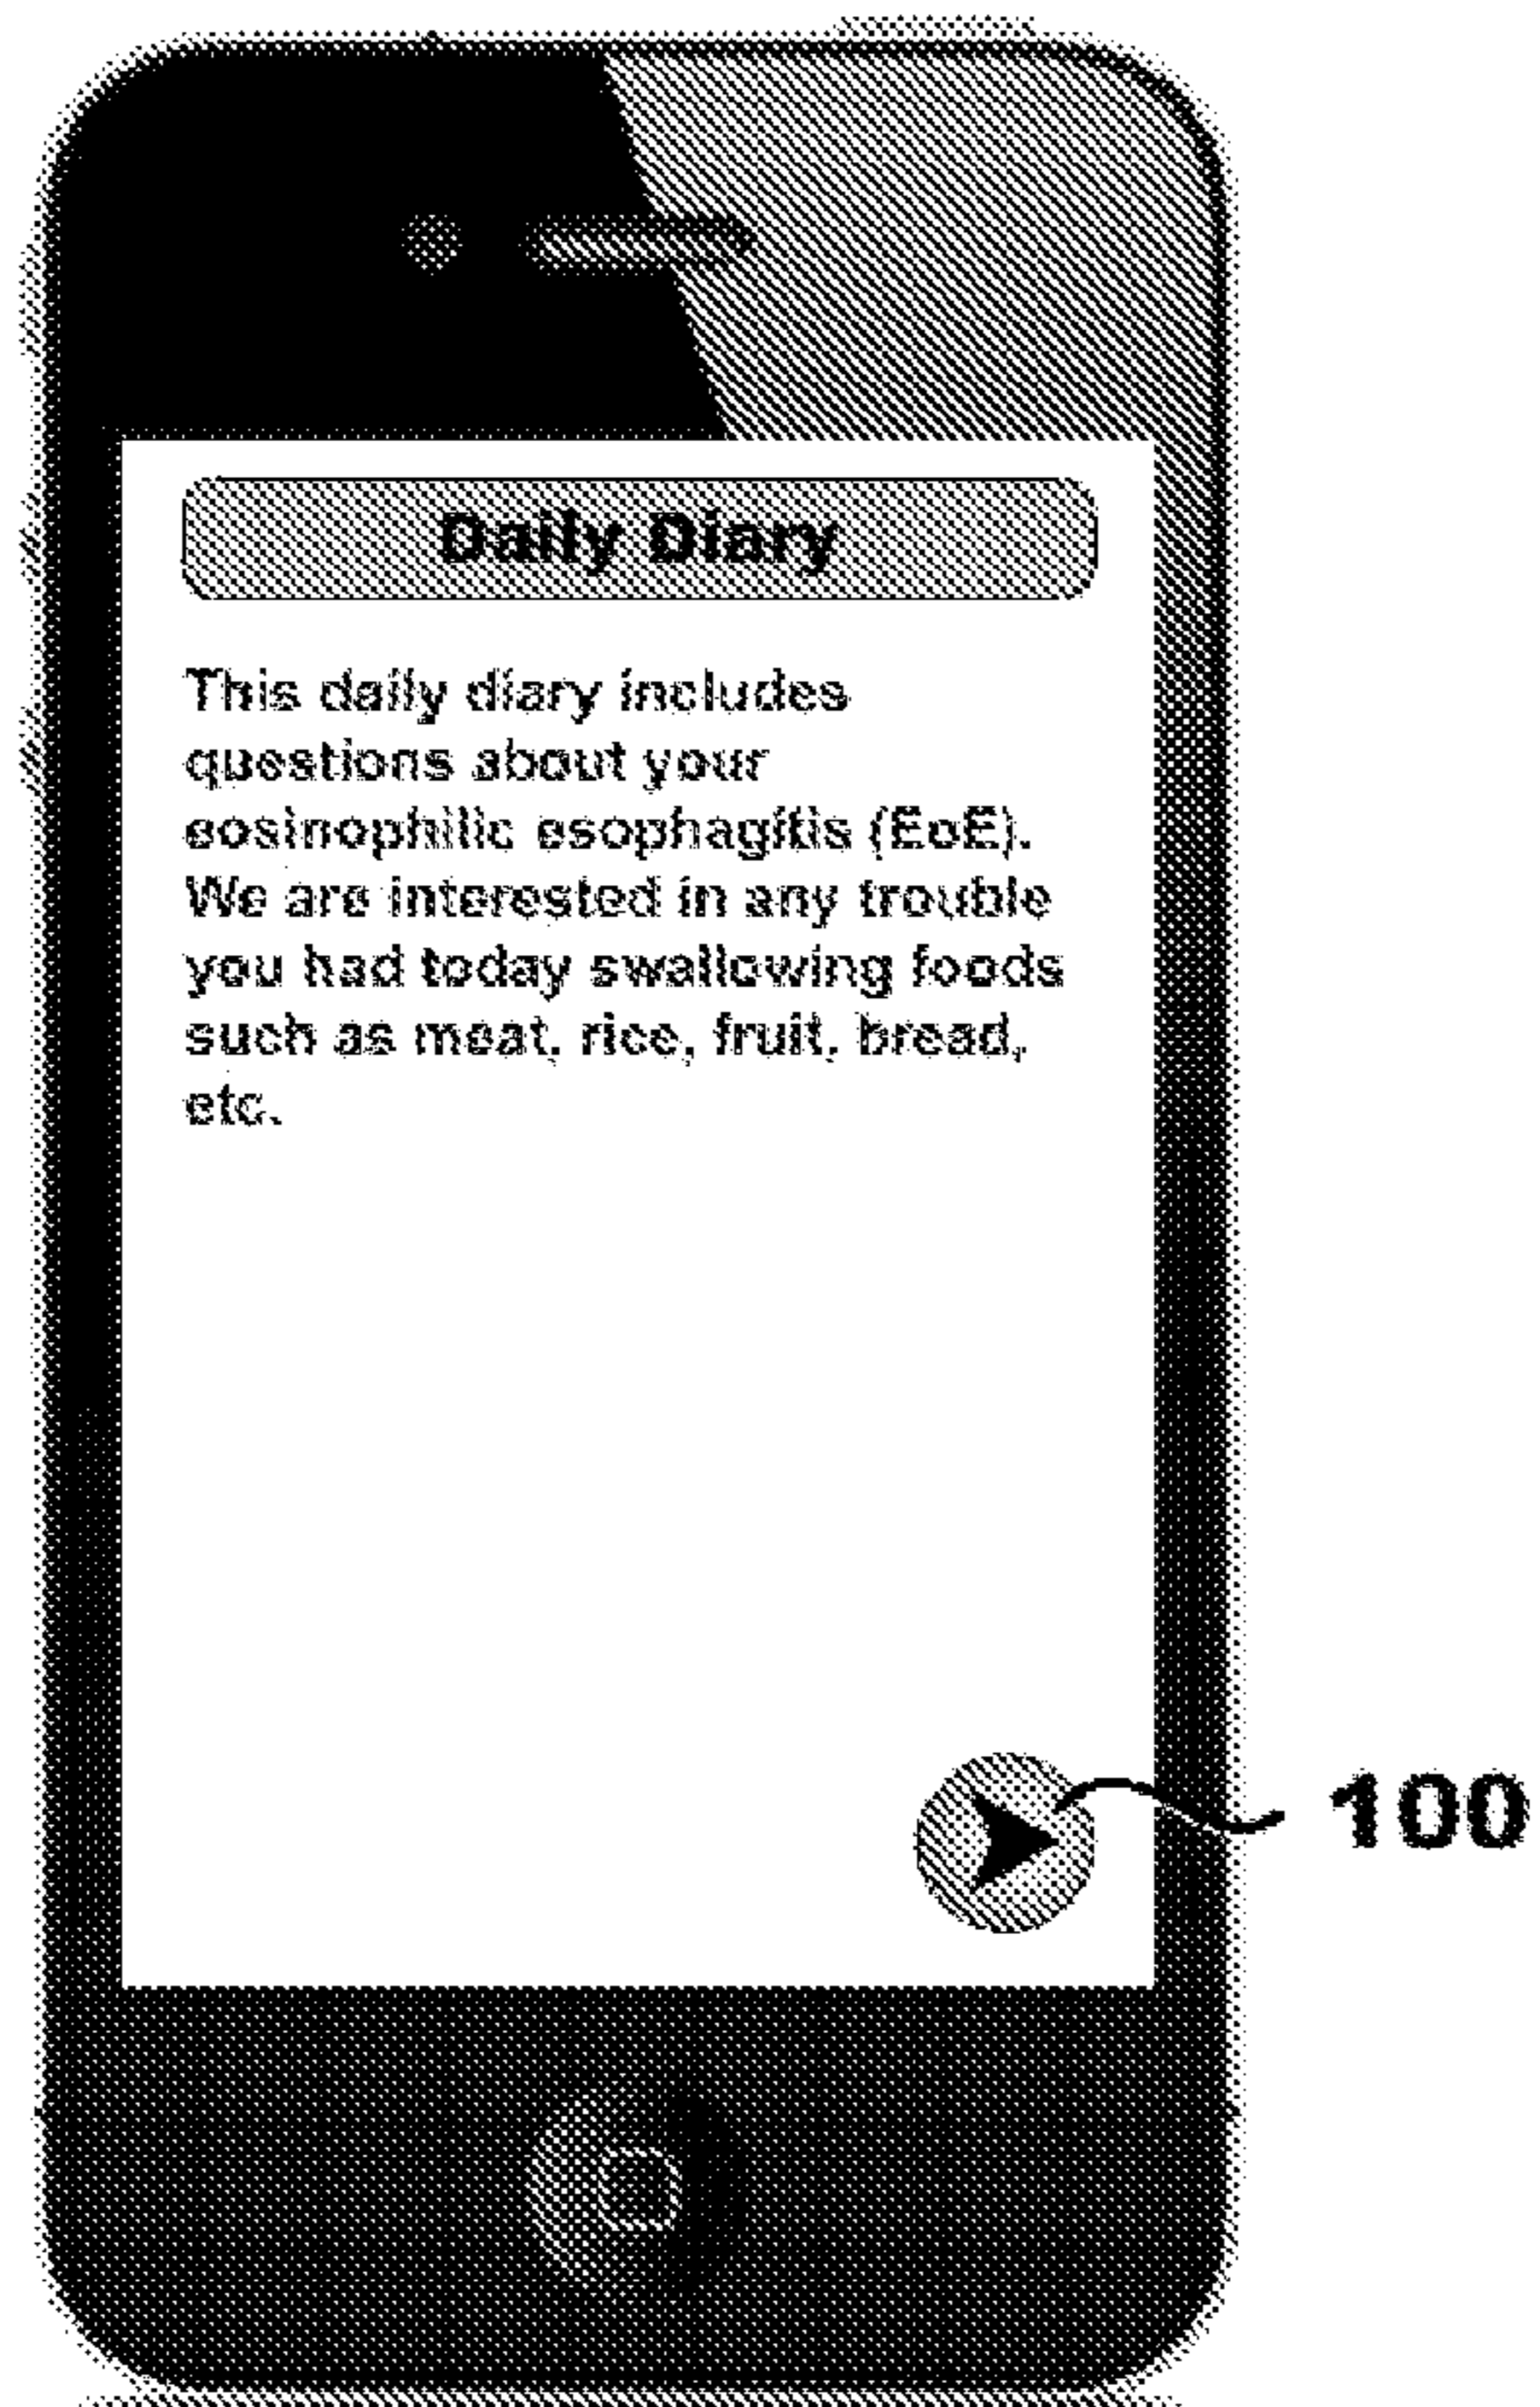 Daily Diary
This daily diary includes
questions about your
eosinophilic esophagitis (EoE).
We are interested in any trouble
you had today swallowing foods
such as meat, rice, fruit, bread,
etc.
100